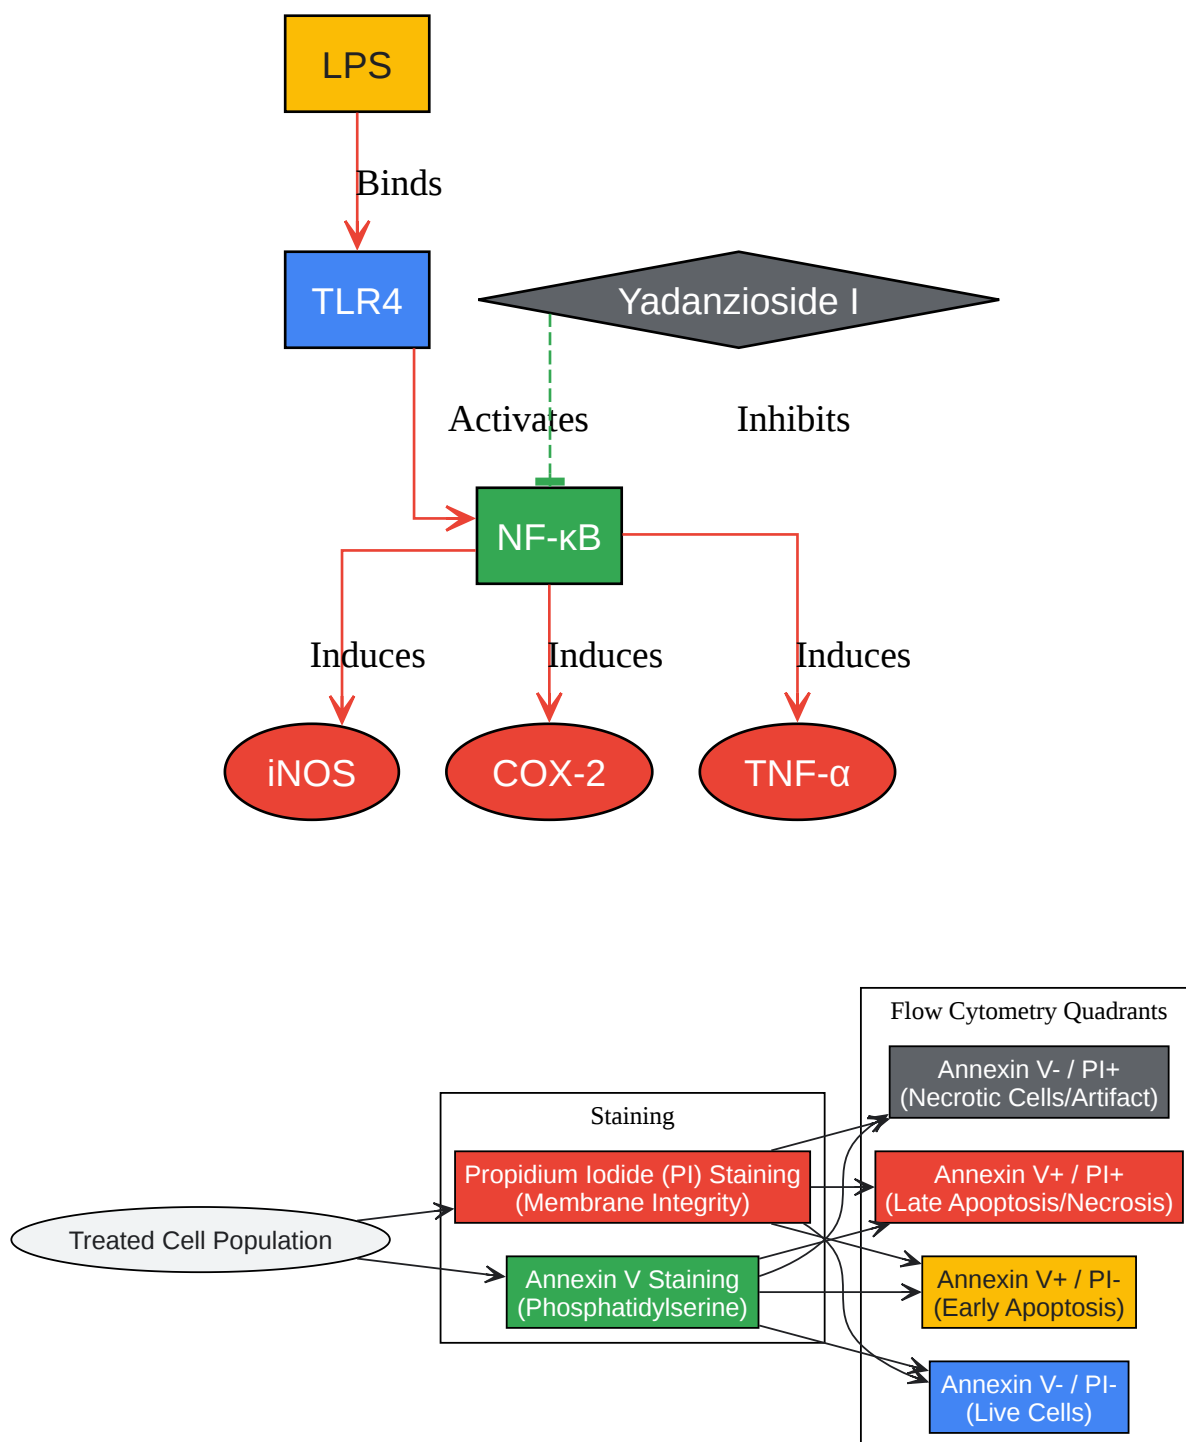 LPS
Binds
TLR4
Yadanzioside I
Activates
Inhibits
NF-κB
Induces
Induces
Induces
iNOS
COX-2
TNF-α
Flow Cytometry Quadrants
Annexin V- / PI+
(Necrotic Cells/Artifact)
Staining
Propidium Iodide (PI) Staining
(Membrane Integrity)
Annexin V+ / PI+
(Late Apoptosis/Necrosis)
Treated Cell Population
Annexin V Staining
(Phosphatidylserine)
Annexin V+ / PI-
(Early Apoptosis)
Annexin V- / PI-
(Live Cells)